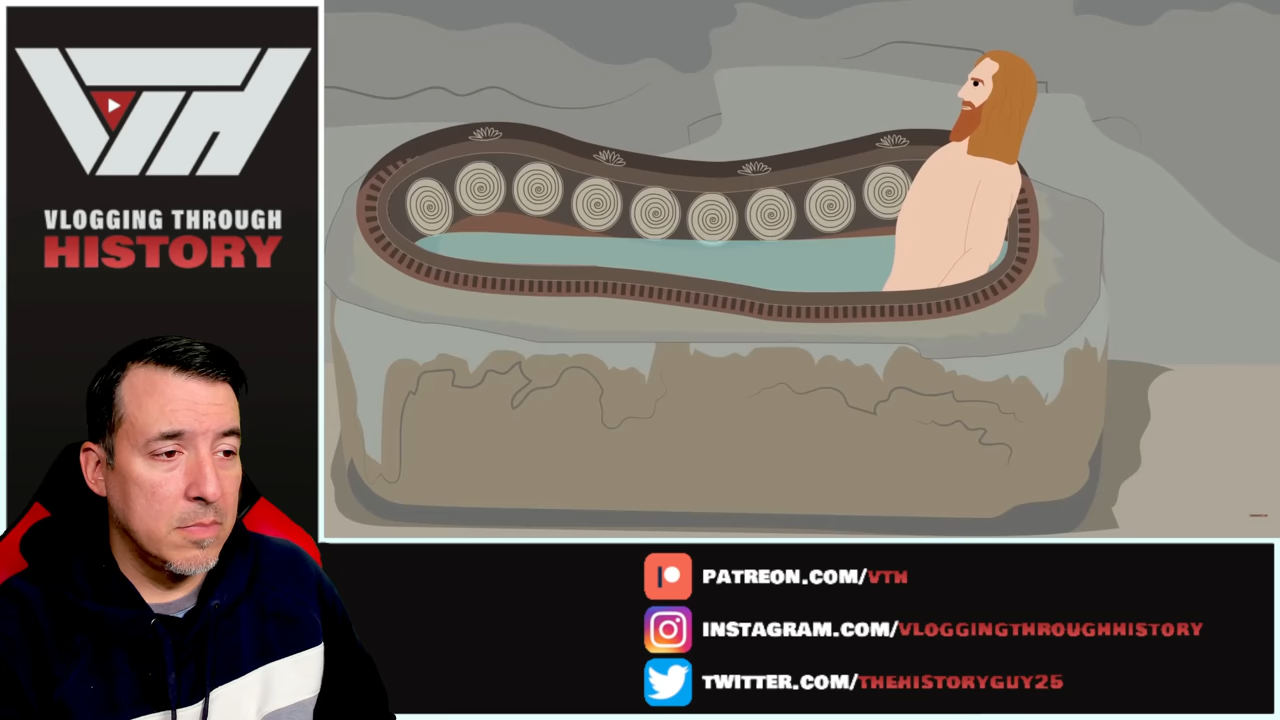 VTH
VLOGGING THROUGH
HISTORY
PATREON.COM/VTH
INSTAGRAM.COM/VLOGGINGTHROUGHHISTORY
TWITTER.COM/THEHISTORYGUY25